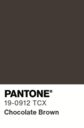 PANTONE®
19-0912 TCX
Chocolate Brown